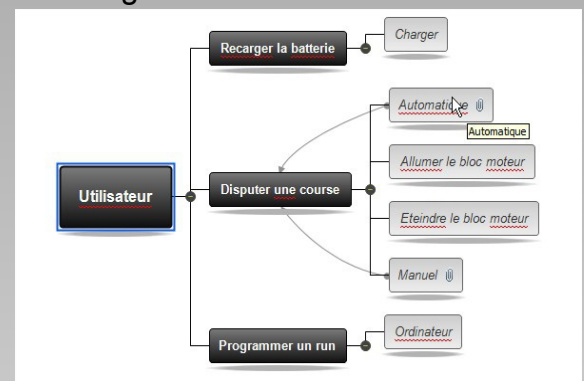 Recarger la batterie
Charger
Automatique
Automatique
Allumer le bloc moteur
Utilisateur
Disputer une course
Eteindre le bloc moteur
Manuel
Programmer un run
Ordinateur